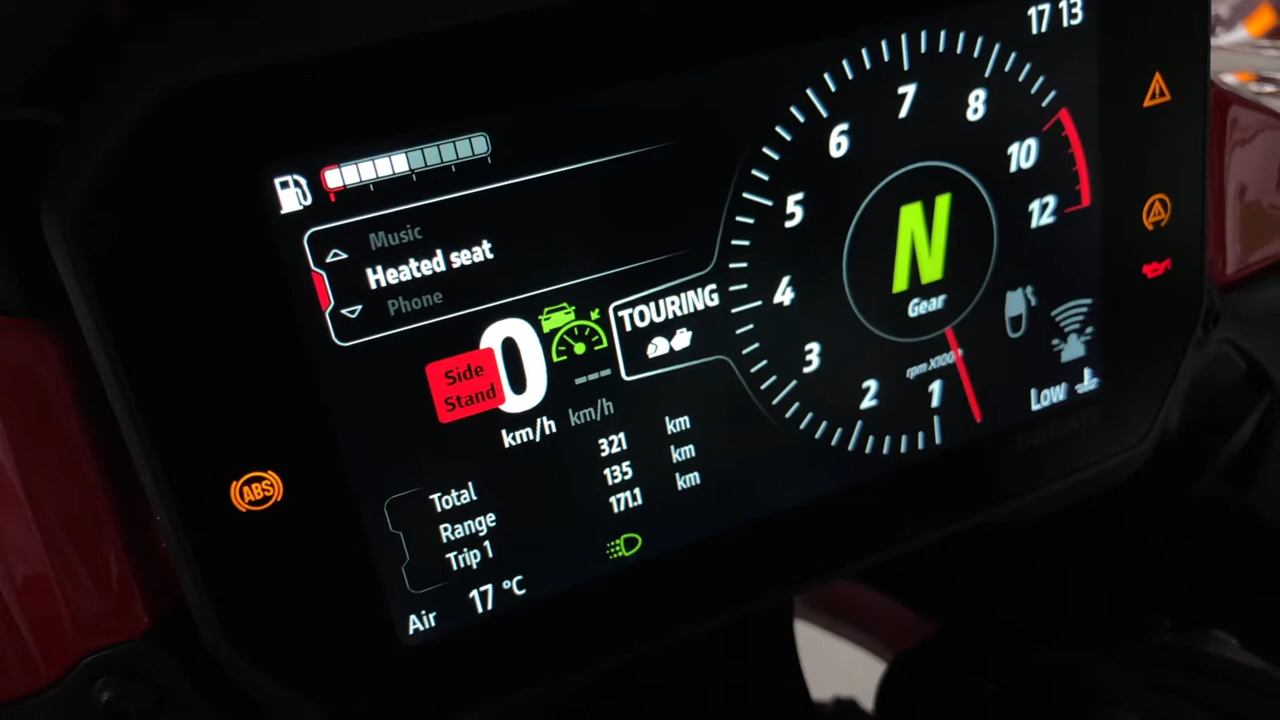 17 13
Music
Heated seat
Phone
TOURING
Side
Stand
0
km/h
---
km/h
Total 321 km
Range 135 km
Trip 1 171.1 km
Air 17 °C
1
2
3
4
5
6
7
8
10
12
N
Gear
Low
ABS